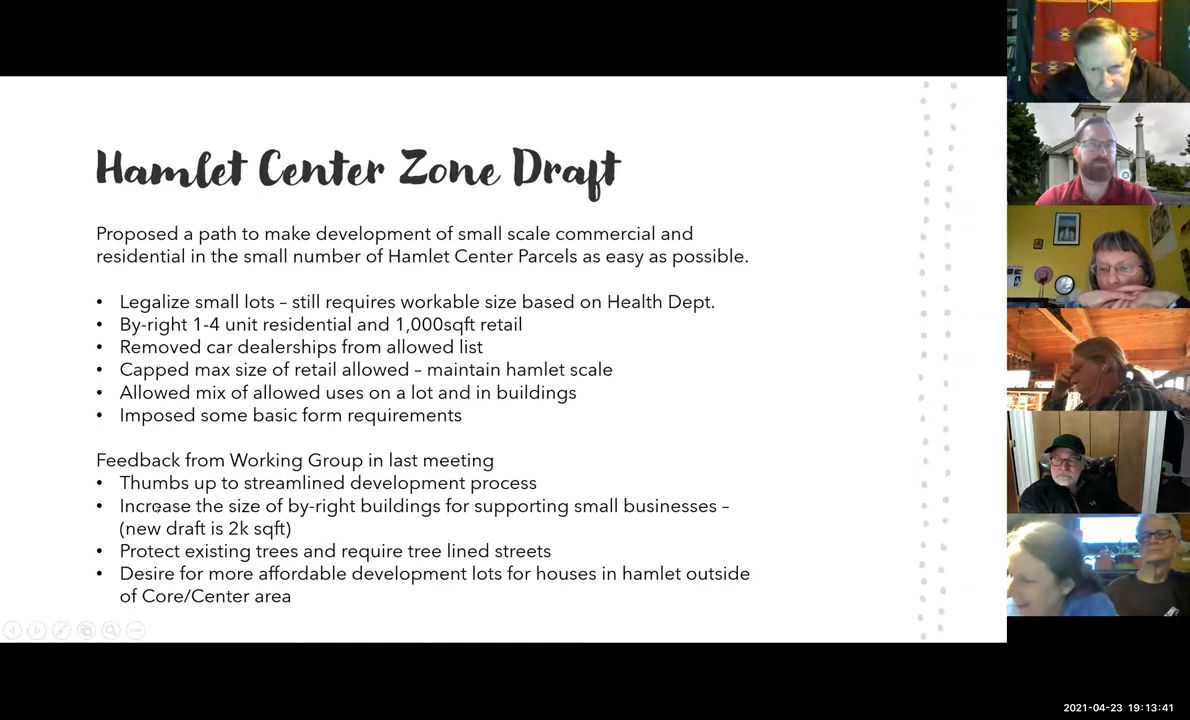 Hamlet Center Zone Draft
Proposed a path to make development of small scale commercial and
residential in the small number of Hamlet Center Parcels as easy as possible.
• Legalize small lots – still requires workable size based on Health Dept.
• By-right 1-4 unit residential and 1,000sqft retail
• Removed car dealerships from allowed list
• Capped max size of retail allowed – maintain hamlet scale
• Allowed mix of allowed uses on a lot and in buildings
• Imposed some basic form requirements
Feedback from Working Group in last meeting
• Thumbs up to streamlined development process
• Increase the size of by-right buildings for supporting small businesses –
(new draft is 2k sqft)
• Protect existing trees and require tree lined streets
• Desire for more affordable development lots for houses in hamlet outside
of Core/Center area
2021-04-23 19:13:41